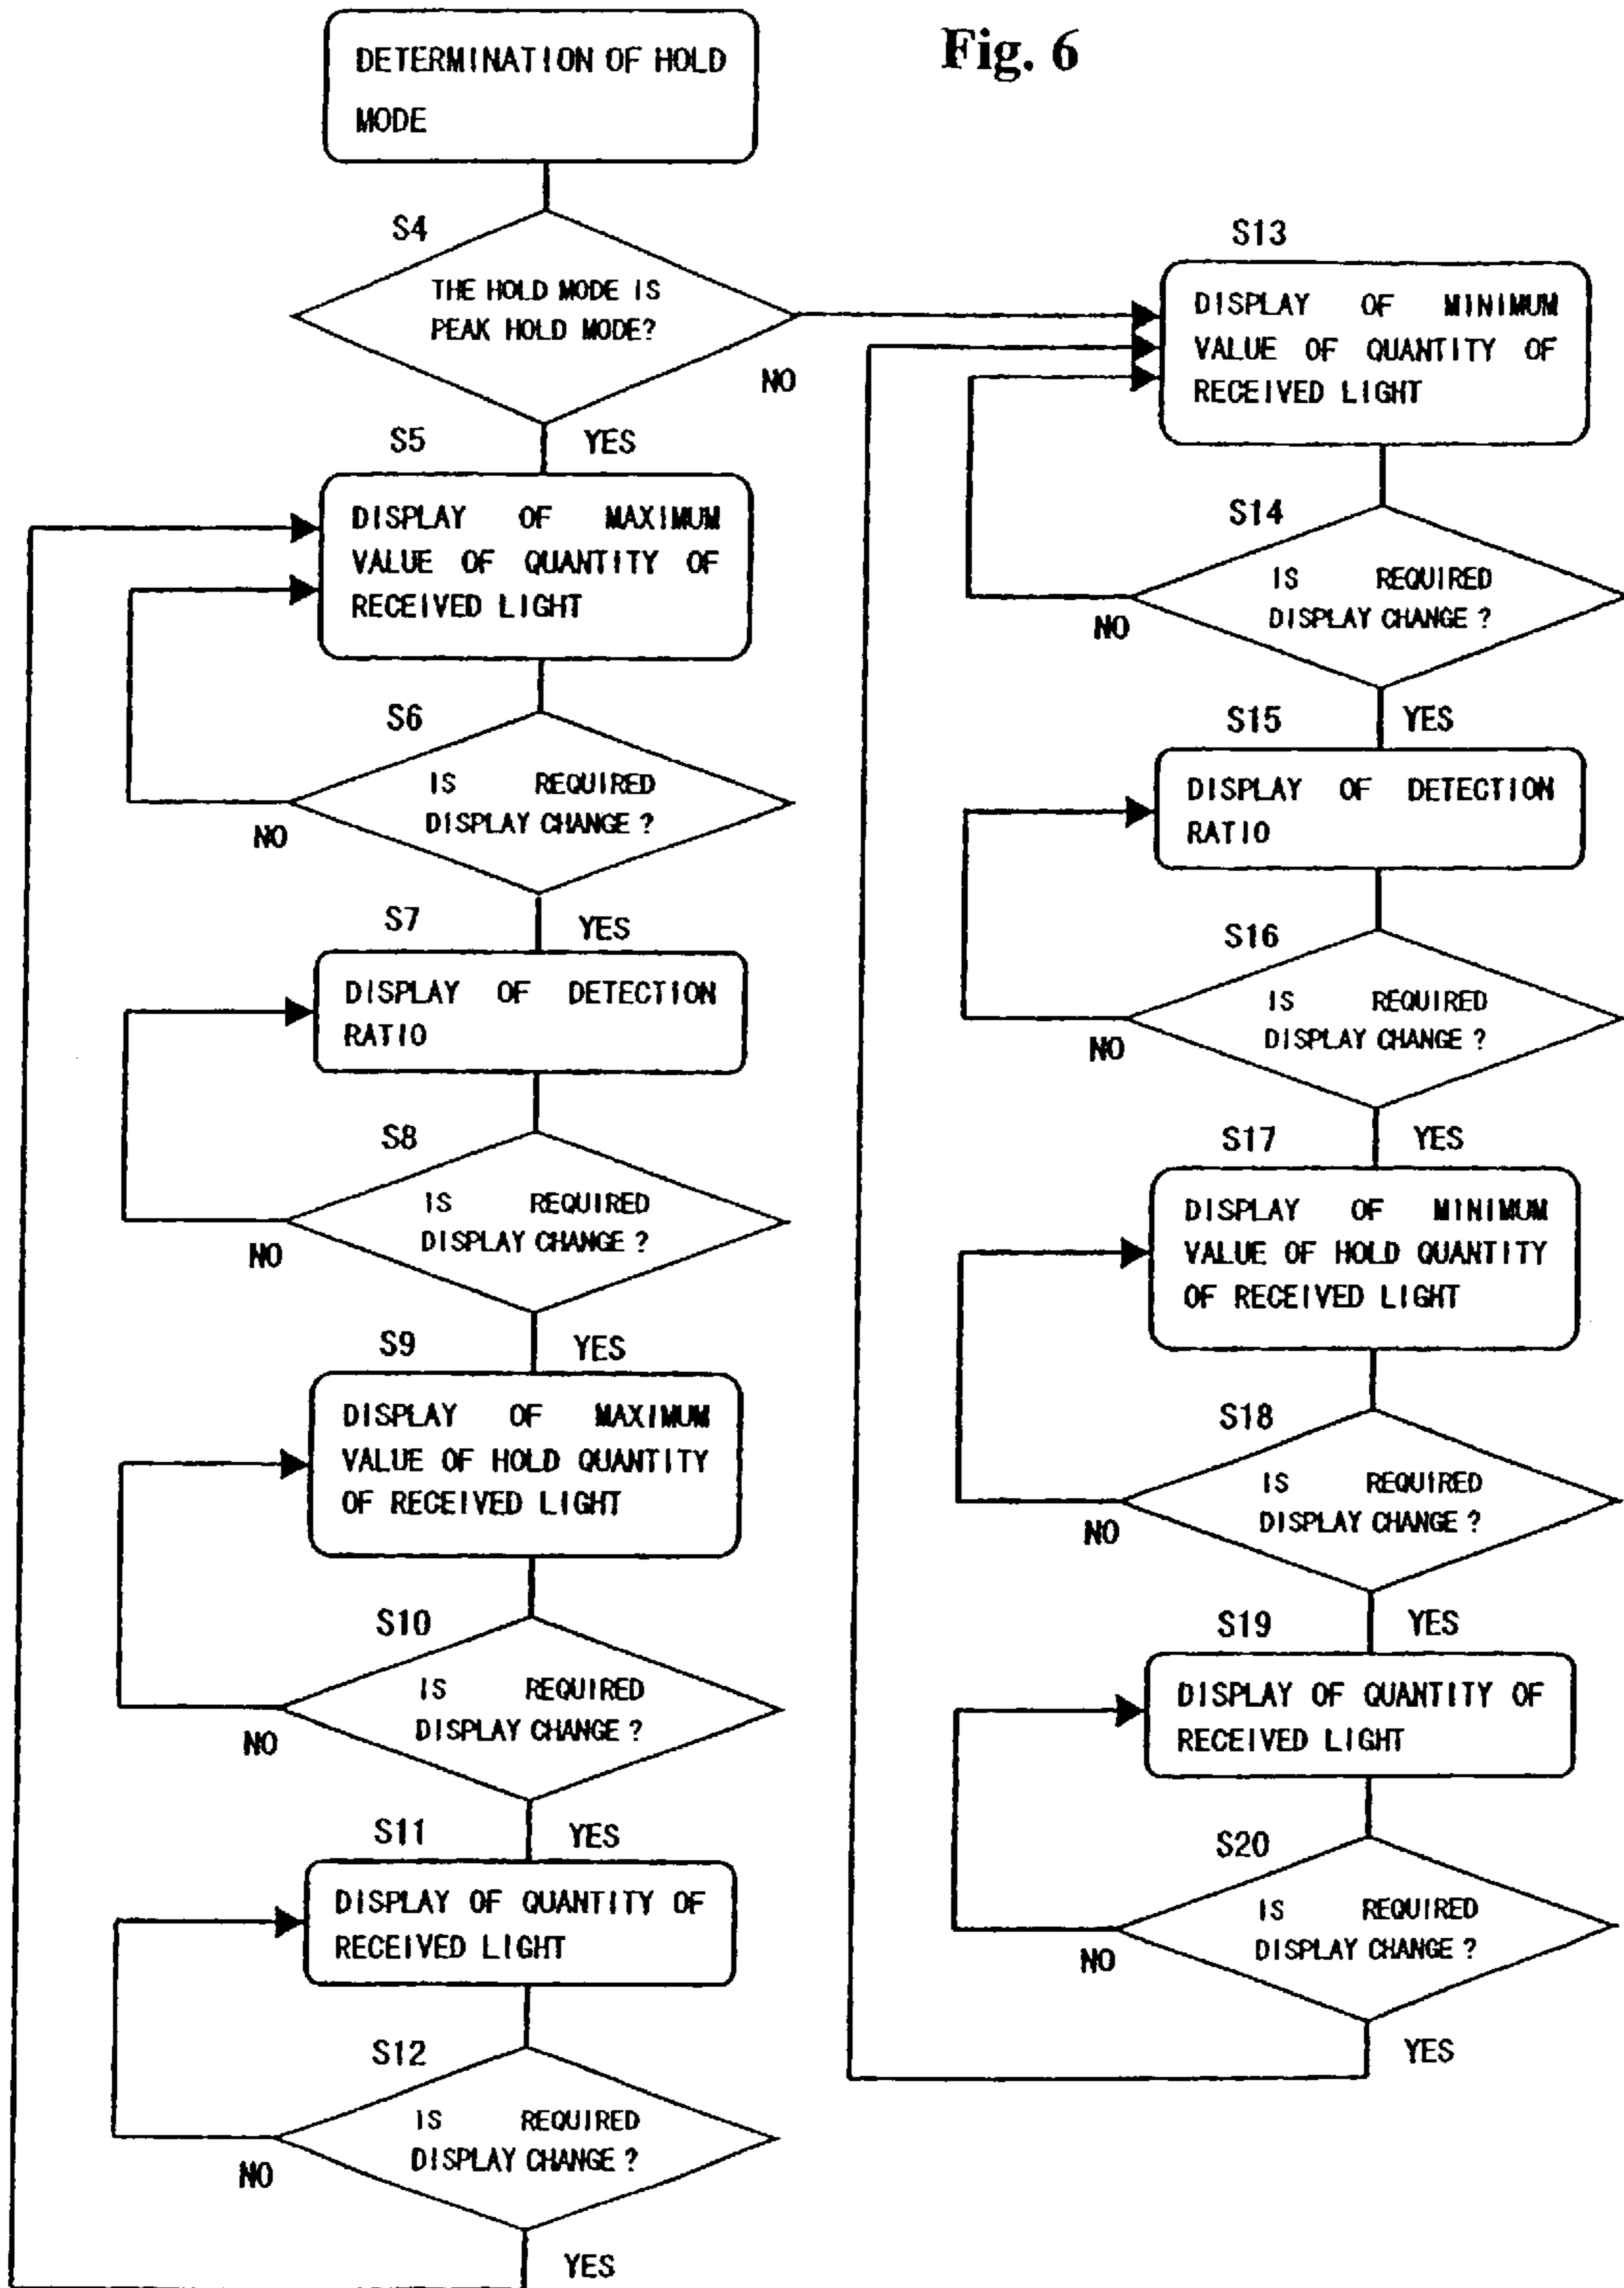 Fig. 6
DETERMINATION OF HOLD
MODE
S4
THE HOLD MODE IS
PEAK HOLD MODE?
NO
YES
S5
DISPLAY OF MAXIMUM
VALUE OF QUANTITY OF
RECEIVED LIGHT
S6
IS REQUIRED
DISPLAY CHANGE ?
NO
YES
S7
DISPLAY OF DETECTION
RATIO
S8
IS REQUIRED
DISPLAY CHANGE ?
NO
YES
S9
DISPLAY OF MAXIMUM
VALUE OF HOLD QUANTITY
OF RECEIVED LIGHT
S10
IS REQUIRED
DISPLAY CHANGE ?
NO
YES
S11
DISPLAY OF QUANTITY OF
RECEIVED LIGHT
S12
IS REQUIRED
DISPLAY CHANGE ?
NO
YES
S13
DISPLAY OF MINIMUM
VALUE OF QUANTITY OF
RECEIVED LIGHT
S14
IS REQUIRED
DISPLAY CHANGE ?
NO
YES
S15
DISPLAY OF DETECTION
RATIO
S16
IS REQUIRED
DISPLAY CHANGE ?
NO
YES
S17
DISPLAY OF MINIMUM
VALUE OF HOLD QUANTITY
OF RECEIVED LIGHT
S18
IS REQUIRED
DISPLAY CHANGE ?
NO
YES
S19
DISPLAY OF QUANTITY OF
RECEIVED LIGHT
S20
IS REQUIRED
DISPLAY CHANGE ?
NO
YES